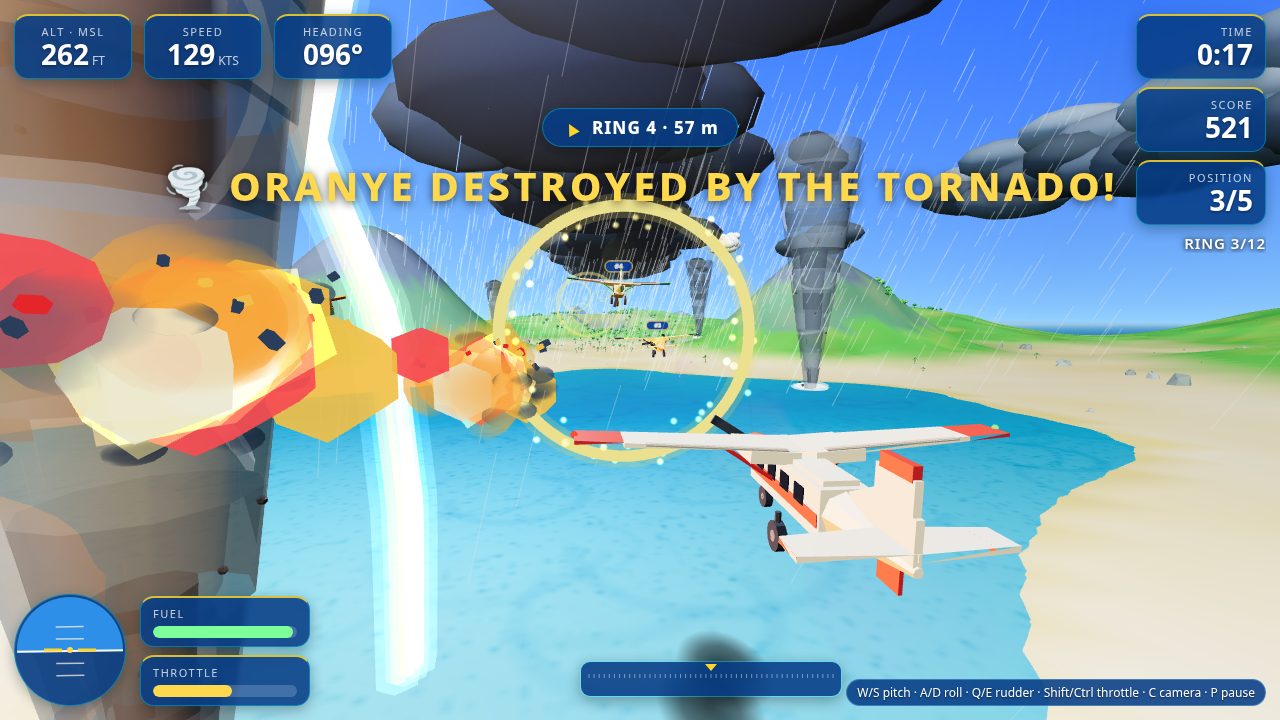 ALT · MSL
262 FT
SPEED
129 KTS
HEADING
096°
TIME
0:17
SCORE
521
POSITION
3/5
RING 3/12
RING 4 · 57 m
ORANYE DESTROYED BY THE TORNADO!
FUEL
THROTTLE
W/S pitch · A/D roll · Q/E rudder · Shift/Ctrl throttle · C camera · P pause